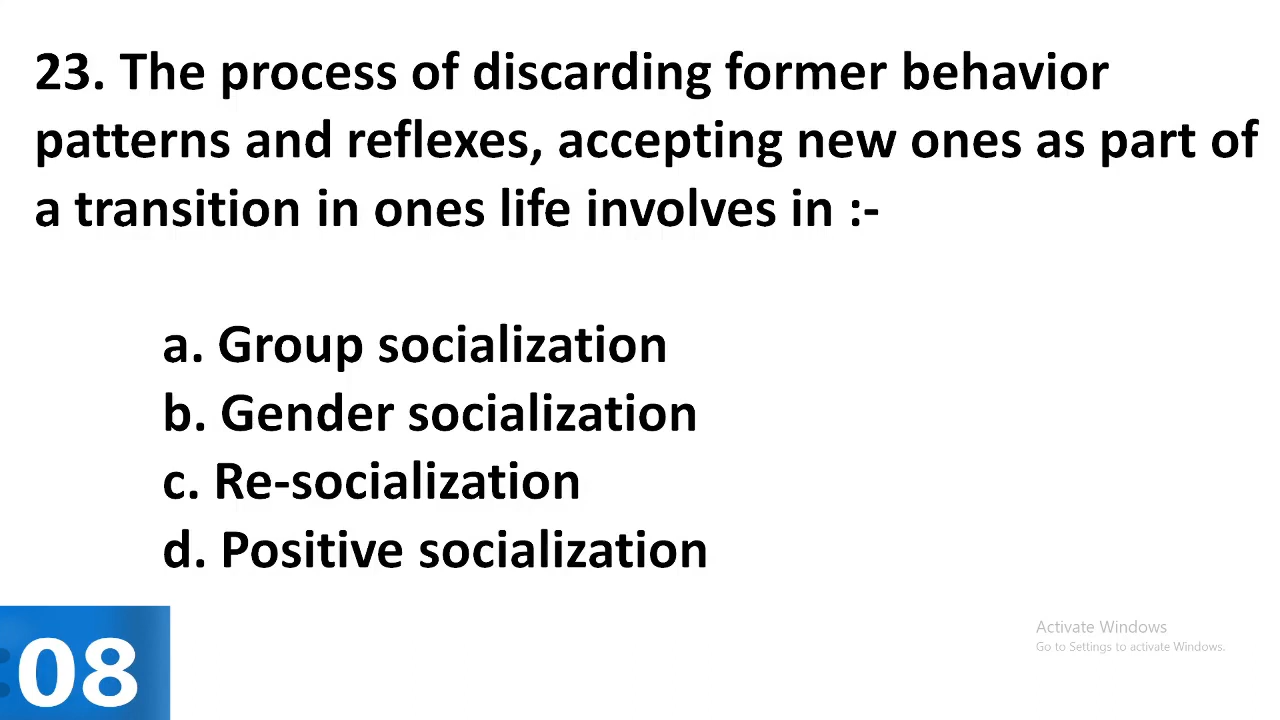 23. The process of discarding former behavior
patterns and reflexes, accepting new ones as part of
a transition in ones life involves in :-
a. Group socialization
b. Gender socialization
c. Re-socialization
d. Positive socialization
08
Activate Windows
Go to Settings to activate Windows.